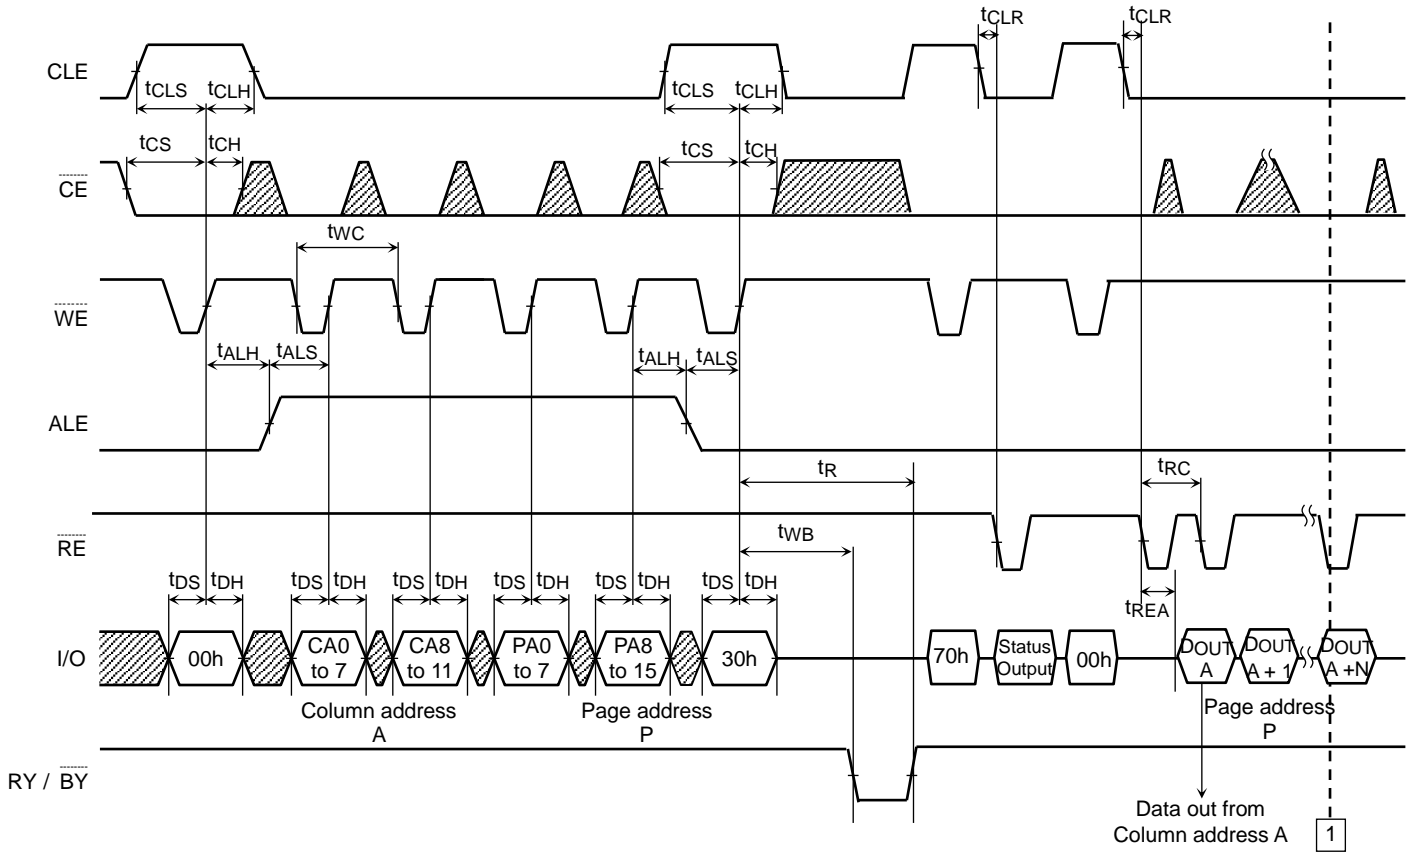 tCLR tCLR
CLE
tCLS tCLH tCLS tCLH
tCS tCH tCS tCH
CE
tWC
WE
tALH tALS tALH tALS
ALE
tR tRC
RE
tWB
tDS tDH tDS tDH tDS tDH tDS tDH tDS tDH tDS tDH
tREA
I/O
00h
CA0
to 7
CA8
to 11
PA0
to 7
PA8
to 15
30h
70h
Status
Output
00h
DOUT
A
DOUT
A + 1
DOUT
A +N
Column address
A
Page address
P
Page address
P
RY / BY
Data out from
Column address A
1